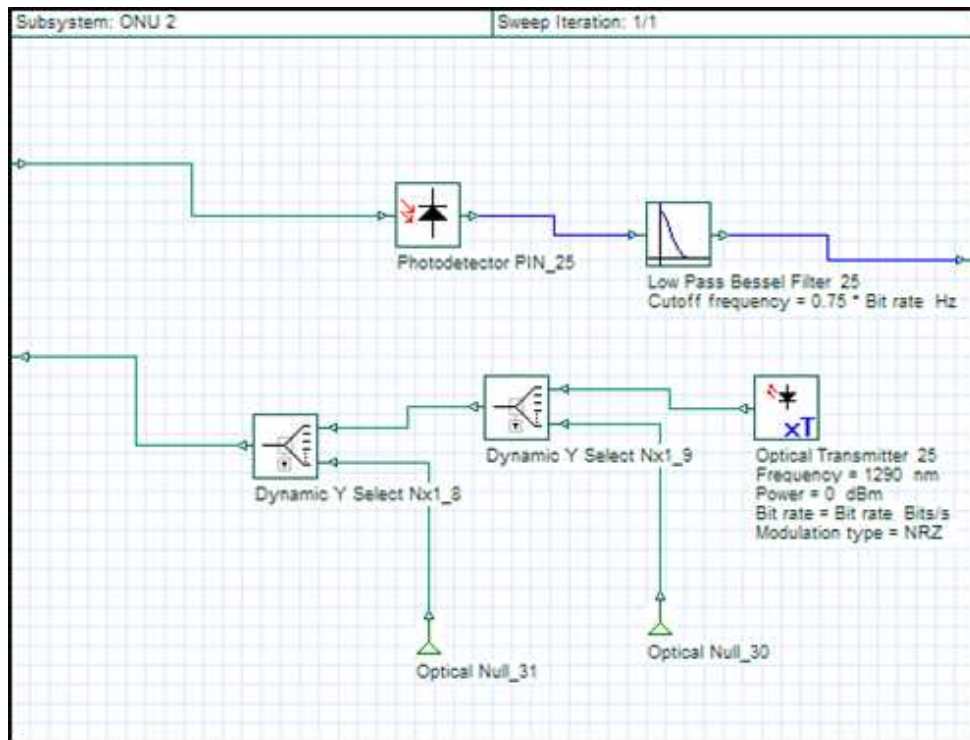 Subsystem: ONU 2
Sweep Iteration: 1/1
Photodetector PIN_25
Low Pass Bessel Filter 25
Cutoff frequency = 0.75 * Bit rate Hz
Dynamic Y Select Nx1_9
Dynamic Y Select Nx1_8
xT
Optical Transmitter 25
Frequency = 1290 nm
Power = 0 dBm
Bit rate = Bit rate Bits/s
Modulation type = NRZ
Optical Null_30
Optical Null_31